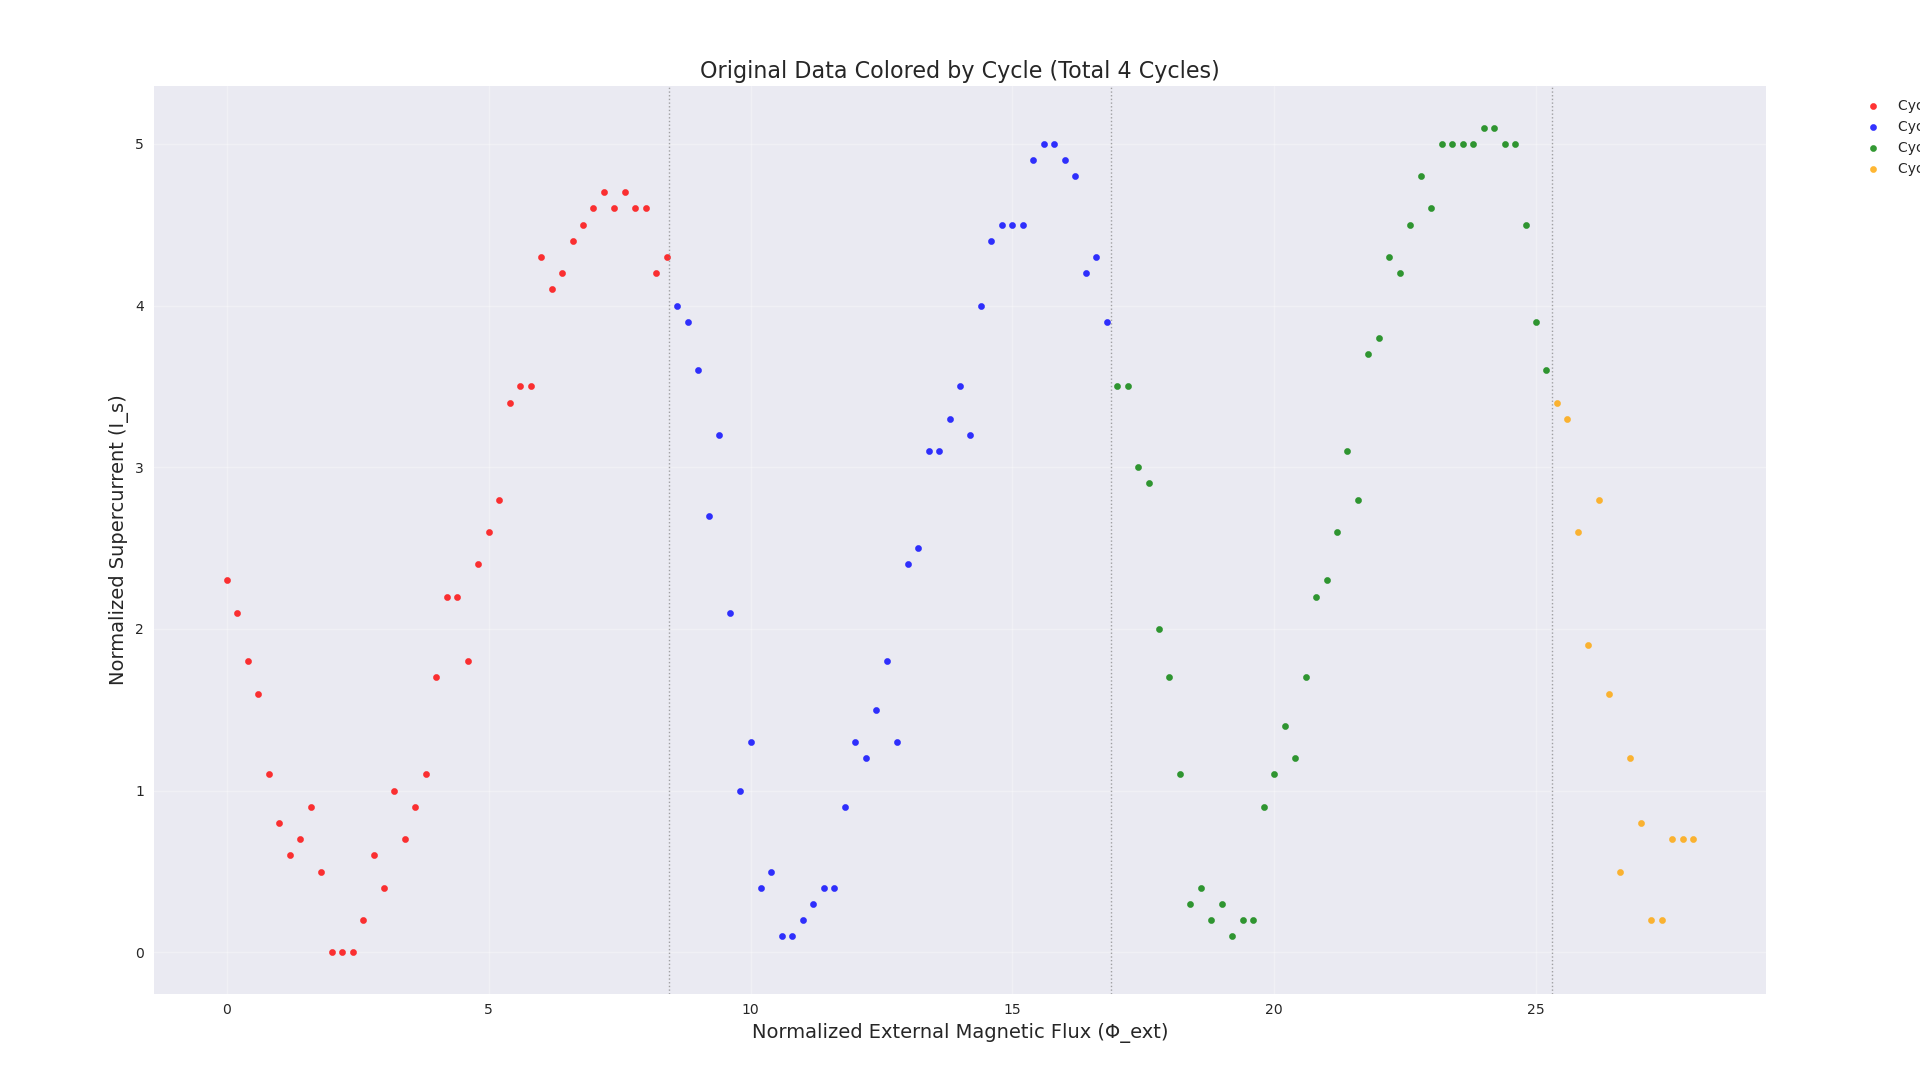 Original Data Colored by Cycle (Total 4 Cycles)
Cyc
Cyc
Cyc
Cyc
Normalized Supercurrent (I_s)
5
4
3
2
1
0
0 5 10 15 20 25
Normalized External Magnetic Flux (Φ_ext)